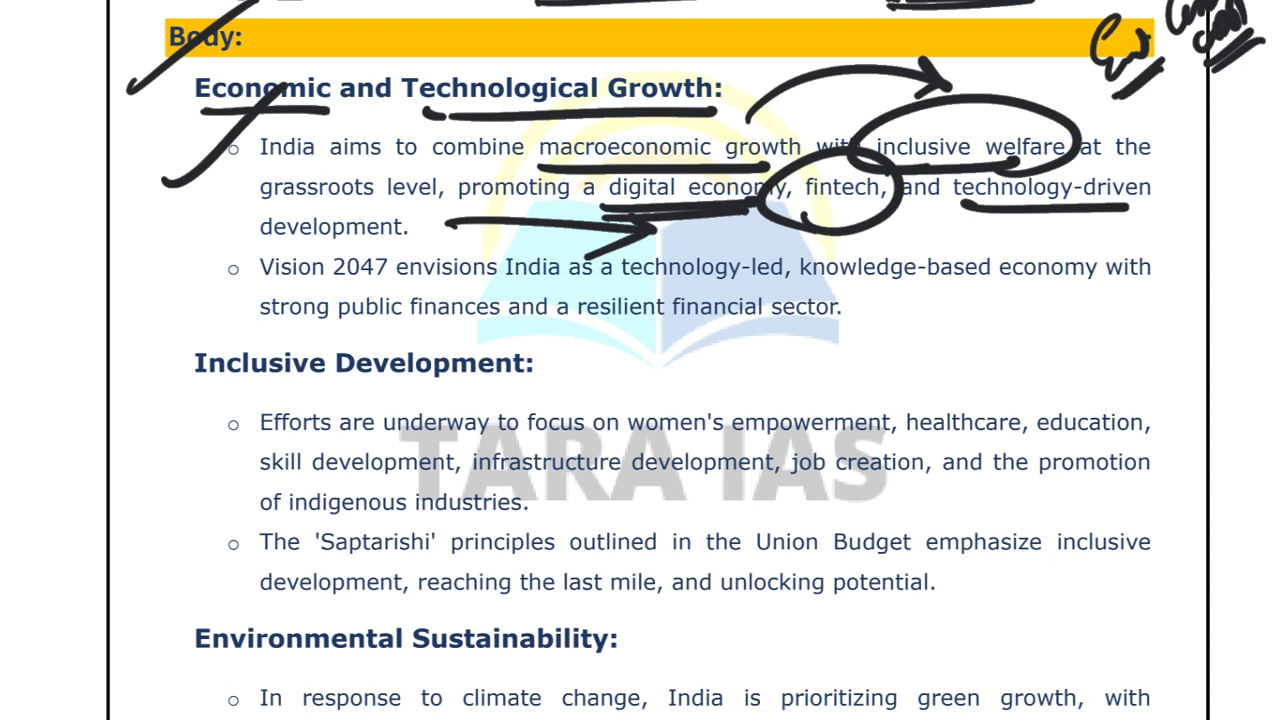 Body:
Economic and Technological Growth:
o India aims to combine macroeconomic growth with inclusive welfare at the
grassroots level, promoting a digital economy, fintech, and technology-driven
development.
o Vision 2047 envisions India as a technology-led, knowledge-based economy with
strong public finances and a resilient financial sector.
Inclusive Development:
o Efforts are underway to focus on women's empowerment, healthcare, education,
skill development, infrastructure development, job creation, and the promotion
of indigenous industries.
TARA IAS
o The 'Saptarishi' principles outlined in the Union Budget emphasize inclusive
development, reaching the last mile, and unlocking potential.
Environmental Sustainability:
o In response to climate change, India is prioritizing green growth, with